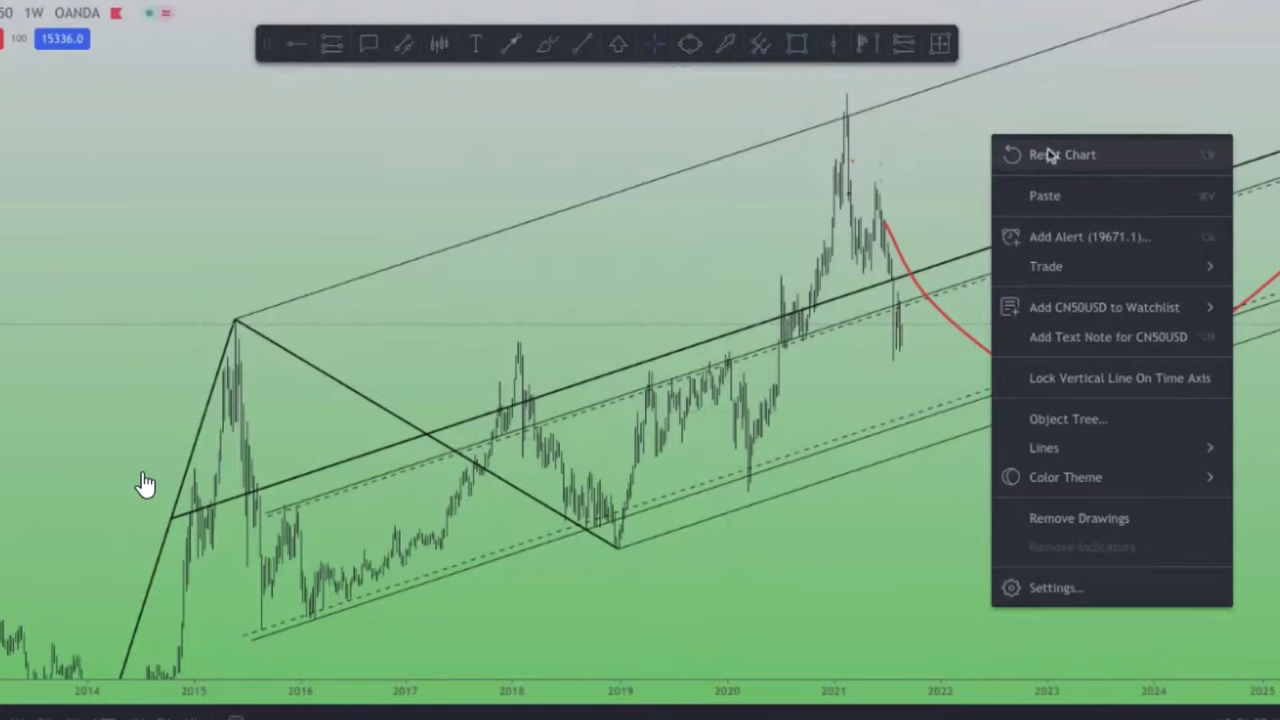 50 1W OANDA
100 15336.0
T
Reset Chart
Paste ⌘V
Add Alert (19671.1)...
Trade
Add CN50USD to Watchlist
Add Text Note for CN50USD ⌥N
Lock Vertical Line On Time Axis
Object Tree...
Lines
Color Theme
Remove Drawings
Remove Indicators
Settings...
2014 2015 2016 2017 2018 2019 2020 2021 2022 2023 2024 2025